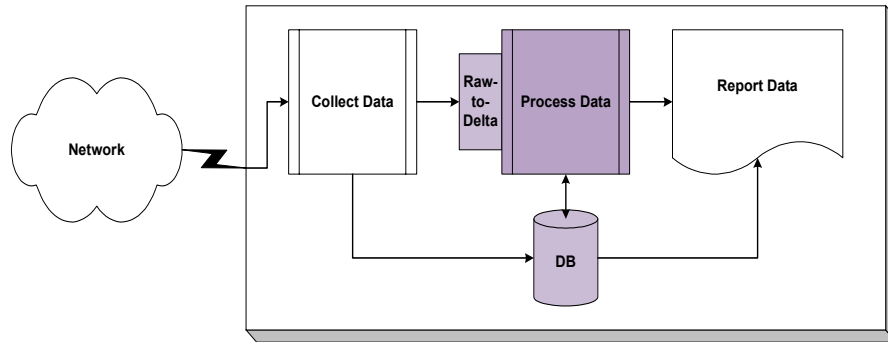 Network
Collect Data
Raw-
to-
Delta
Process Data
Report Data
DB